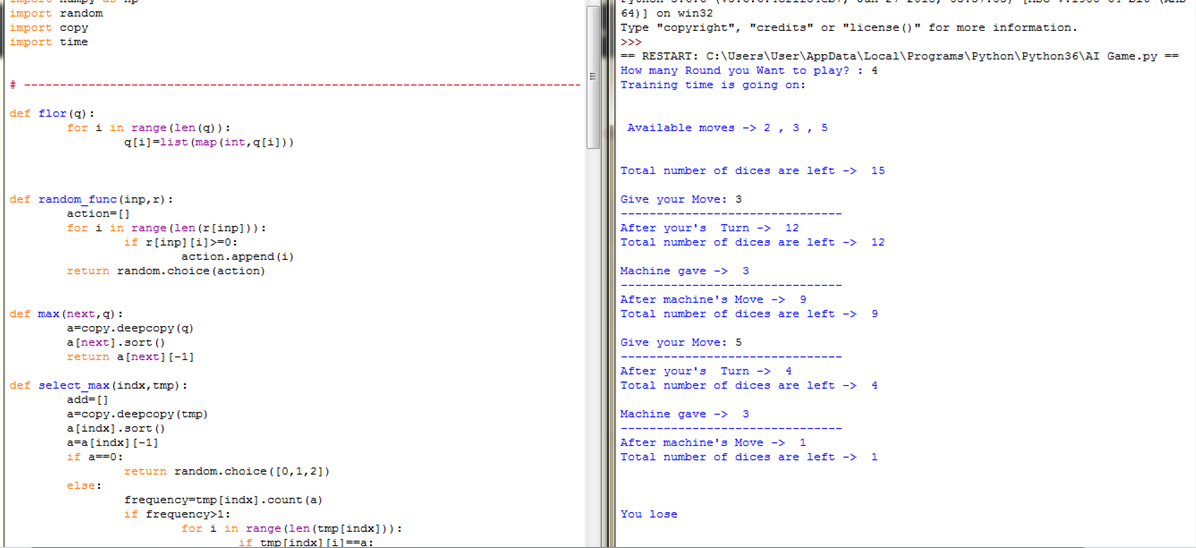 import numpy as np
import random
import copy
import time
# --------------------------------------------------------------------------------
def flor(q):
for i in range(len(q)):
q[i]=list(map(int,q[i]))
def random_func(inp,r):
action=[]
for i in range(len(r[inp])):
if r[inp][i]>=0:
action.append(i)
return random.choice(action)
def max(next,q):
a=copy.deepcopy(q)
a[next].sort()
return a[next][-1]
def select_max(indx,tmp):
add=[]
a=copy.deepcopy(tmp)
a[indx].sort()
a=a[indx][-1]
if a==0:
return random.choice([0,1,2])
else:
frequency=tmp[indx].count(a)
if frequency>1:
for i in range(len(tmp[indx])):
if tmp[indx][i]==a:
64)] on win32
Type "copyright", "credits" or "license()" for more information.
>>>
== RESTART: C:\Users\User\AppData\Local\Programs\Python\Python36\AI Game.py ==
How many Round you Want to play? : 4
Training time is going on:
Available moves -> 2 , 3 , 5
Total number of dices are left -> 15
Give your Move: 3
-------------------------------
After your's Turn -> 12
Total number of dices are left -> 12
Machine gave -> 3
-------------------------------
After machine's Move -> 9
Total number of dices are left -> 9
Give your Move: 5
-------------------------------
After your's Turn -> 4
Total number of dices are left -> 4
Machine gave -> 3
-------------------------------
After machine's Move -> 1
Total number of dices are left -> 1
You lose